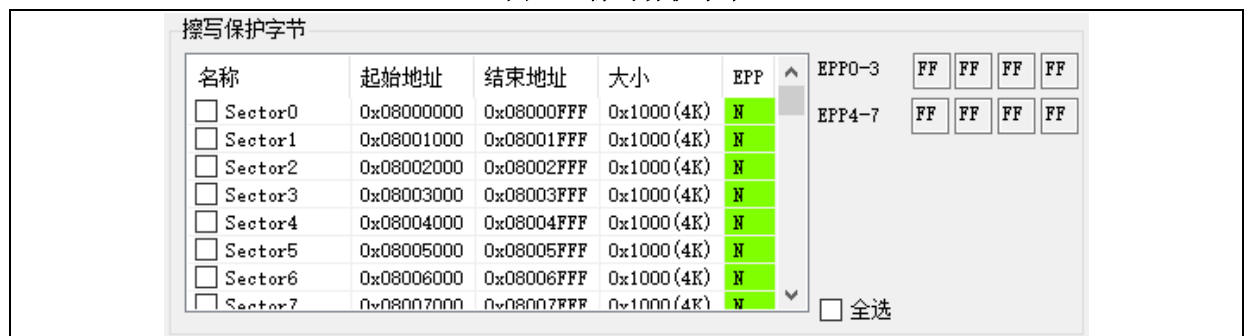 擦写保护字节
名称 起始地址 结束地址 大小 EPP
Sector0 0x08000000 0x08000FFF 0x1000(4K) N
Sector1 0x08001000 0x08001FFF 0x1000(4K) N
Sector2 0x08002000 0x08002FFF 0x1000(4K) N
Sector3 0x08003000 0x08003FFF 0x1000(4K) N
Sector4 0x08004000 0x08004FFF 0x1000(4K) N
Sector5 0x08005000 0x08005FFF 0x1000(4K) N
Sector6 0x08006000 0x08006FFF 0x1000(4K) N
Sector7 0x08007000 0x08007FFF 0x1000(4K) N
EPP0-3 FF FF FF FF
EPP4-7 FF FF FF FF
全选